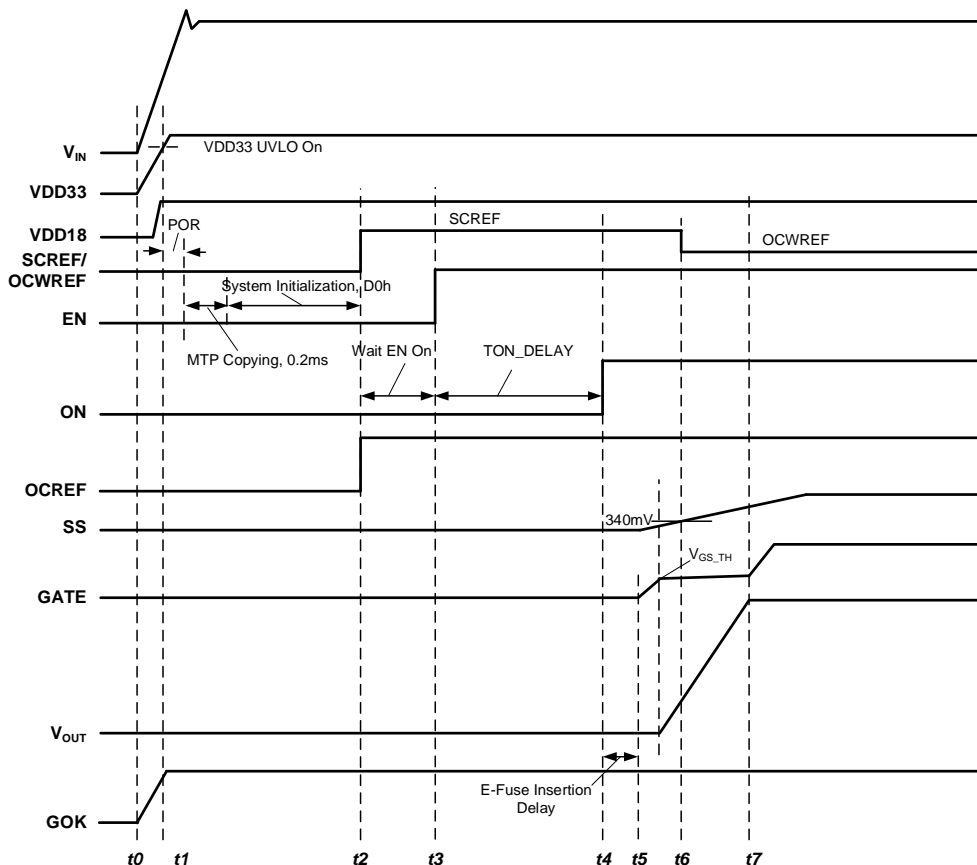 V_IN
VDD33 UVLO On
VDD33
VDD18
POR
SCREF/
OCWREF
SCREF
OCWREF
System Initialization, D0h
EN
MTP Copying, 0.2ms
Wait EN On
TON_DELAY
ON
OCREF
SS
340mV
V_GS_TH
GATE
V_OUT
E-Fuse Insertion
Delay
GOK
t0 t1 t2 t3 t4 t5 t6 t7